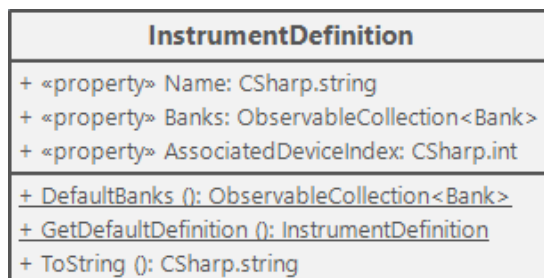 InstrumentDefinition
+ «property» Name: CSharp.string
+ «property» Banks: ObservableCollection<Bank>
+ «property» AssociatedDeviceIndex: CSharp.int
+ DefaultBanks (): ObservableCollection<Bank>
+ GetDefaultDefinition (): InstrumentDefinition
+ ToString (): CSharp.string